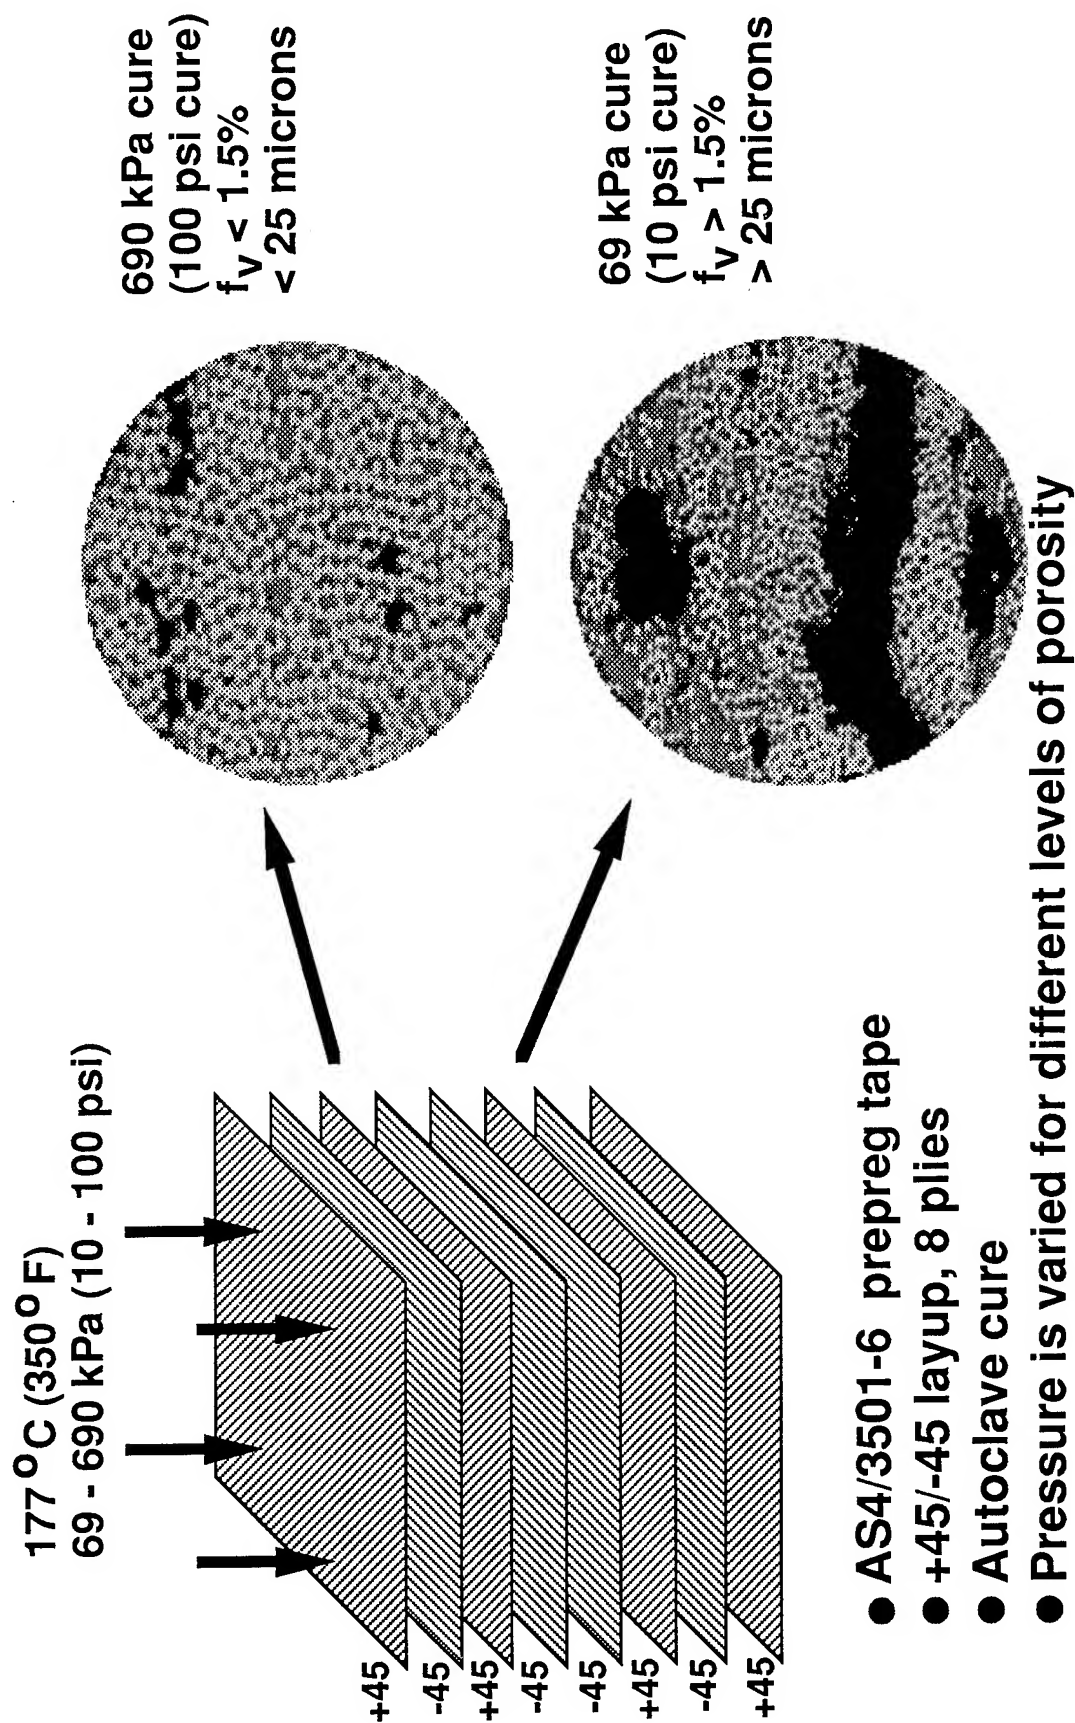 177 °C (350°F)
69 - 690 kPa (10 - 100 psi)
+45
-45
+45
-45
-45
+45
-45
+45
690 kPa cure
(100 psi cure)
fv < 1.5%
< 25 microns
69 kPa cure
(10 psi cure)
fv > 1.5%
> 25 microns
● AS4/3501-6 prepreg tape
● +45/-45 layup, 8 plies
● Autoclave cure
● Pressure is varied for different levels of porosity